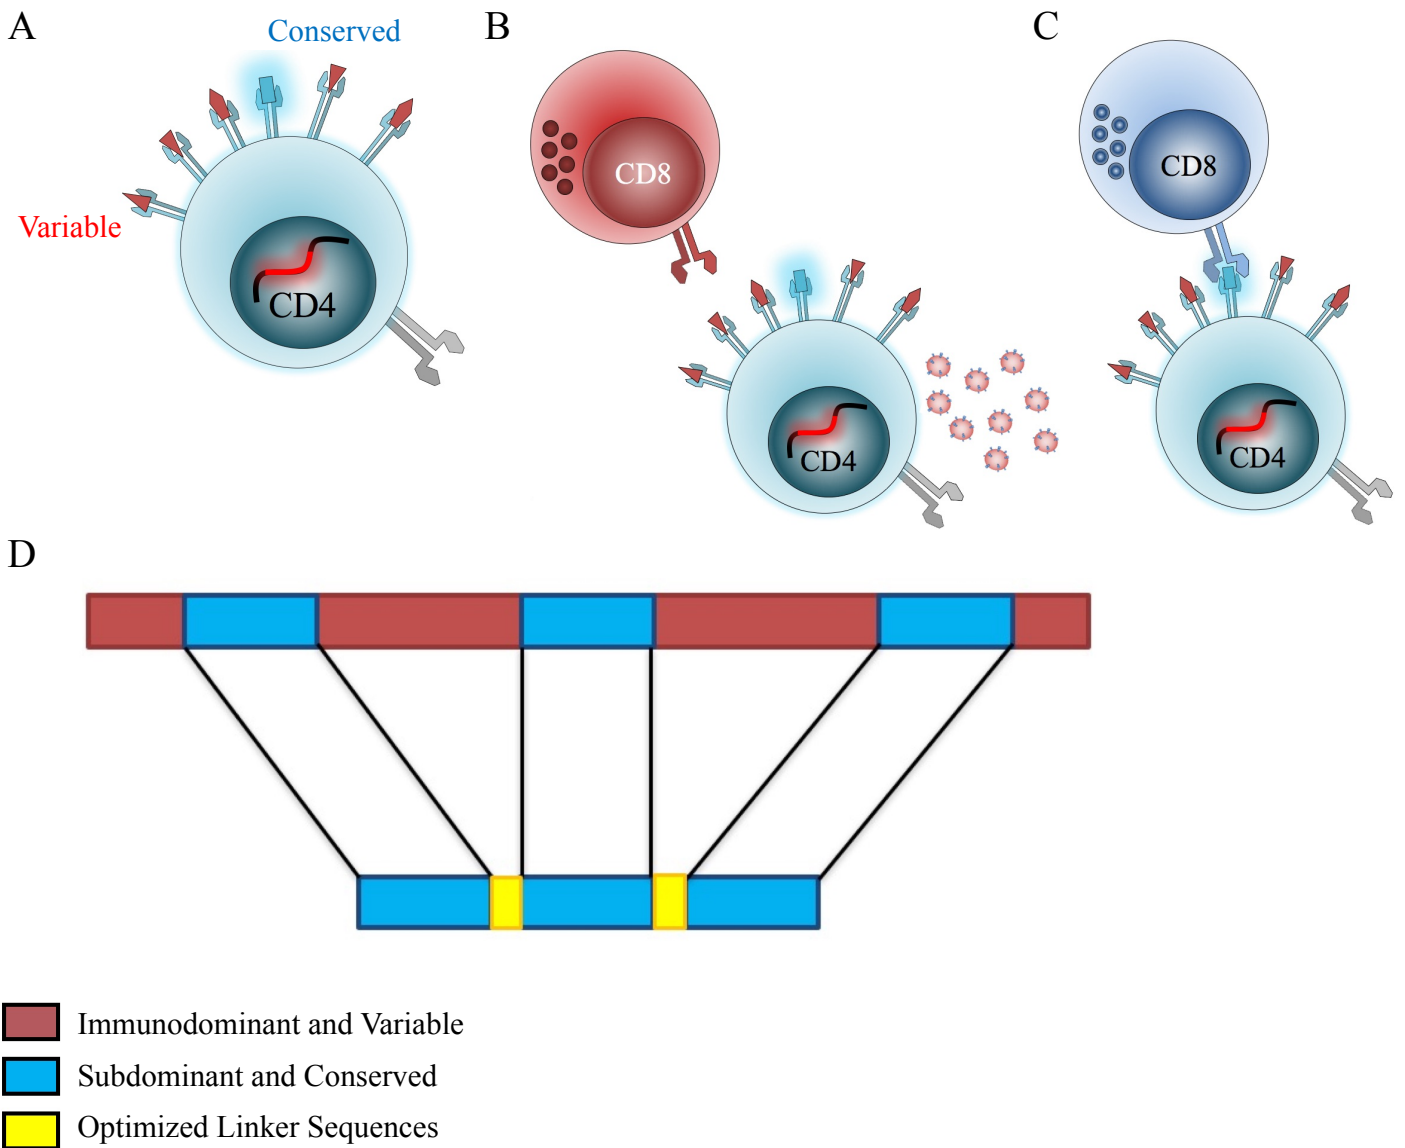 A
Conserved
Variable
CD4
B
CD8
CD4
C
CD8
CD4
D
Immunodominant and Variable
Subdominant and Conserved
Optimized Linker Sequences